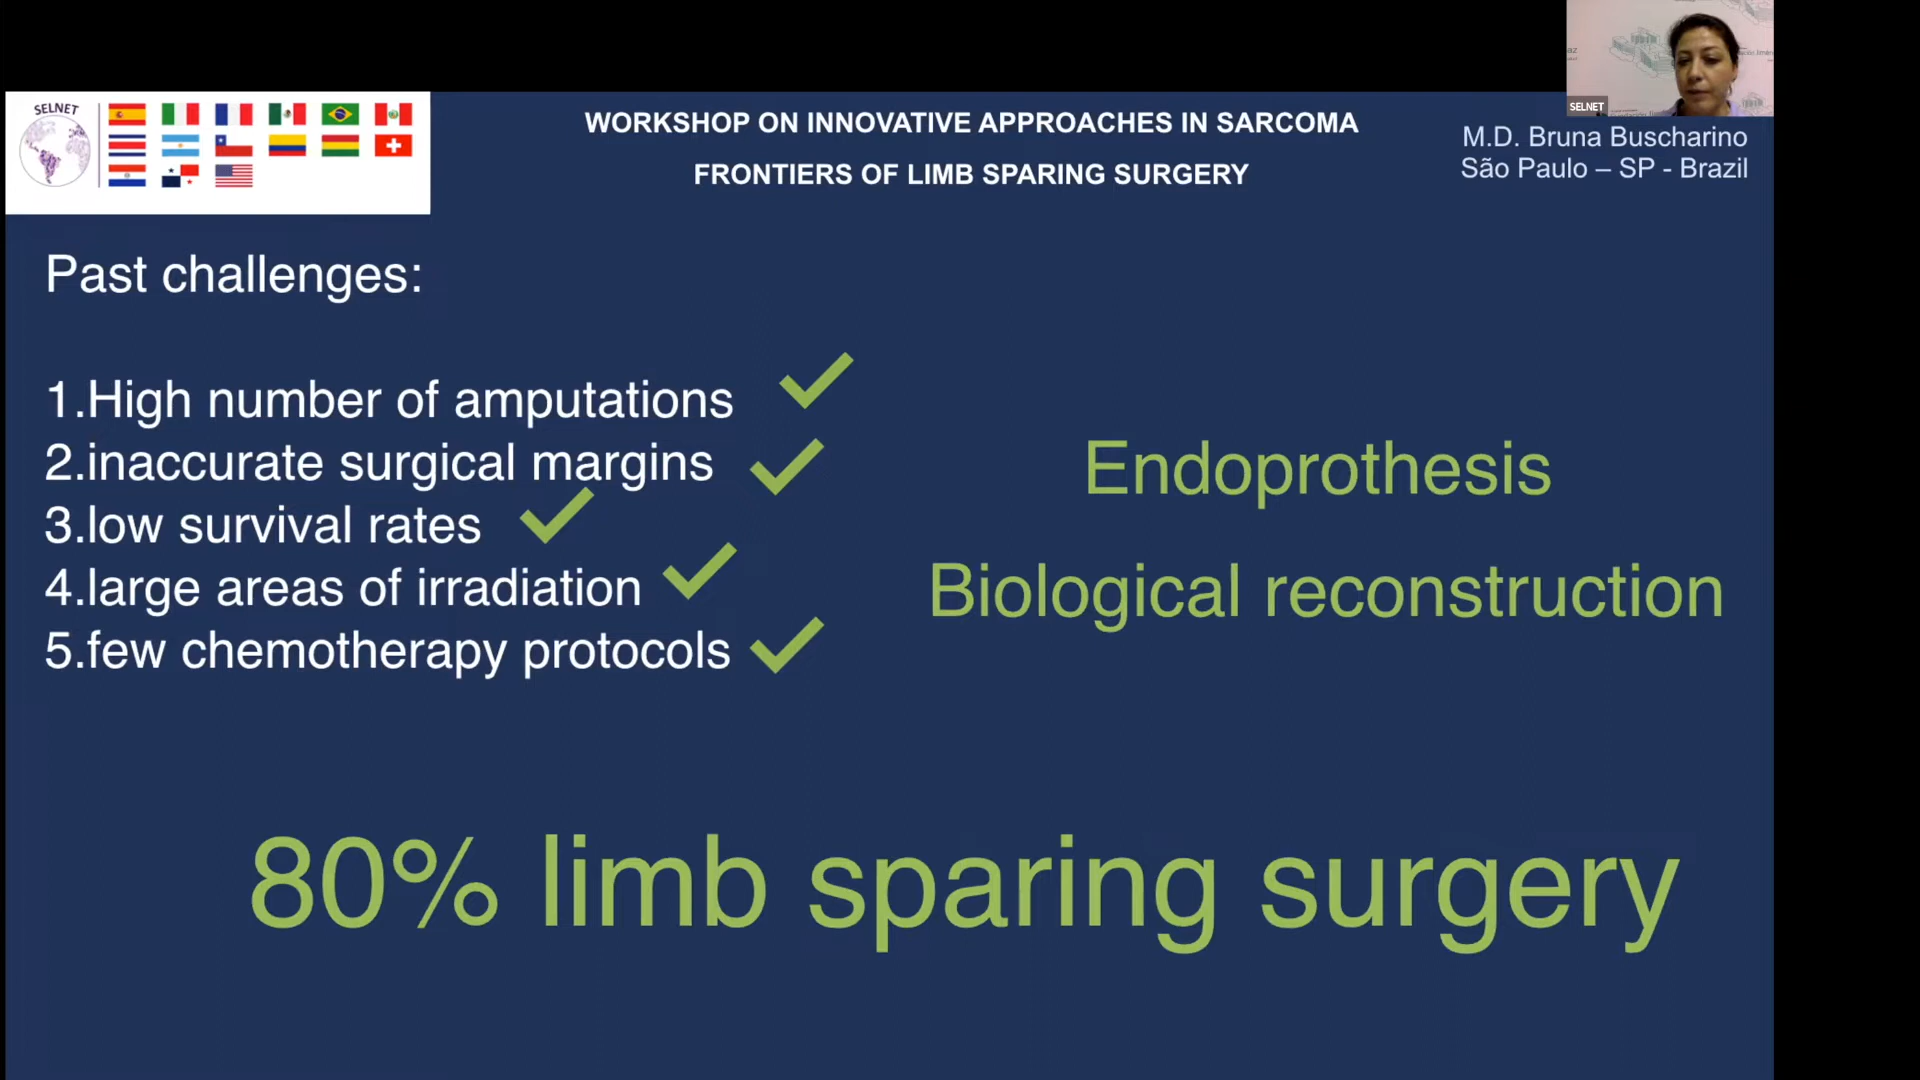 SELNET
SELNET
WORKSHOP ON INNOVATIVE APPROACHES IN SARCOMA
FRONTIERS OF LIMB SPARING SURGERY
M.D. Bruna Buscharino
São Paulo – SP - Brazil
Past challenges:
1.High number of amputations
2.inaccurate surgical margins
3.low survival rates
4.large areas of irradiation
5.few chemotherapy protocols
Endoprothesis
Biological reconstruction
80% limb sparing surgery